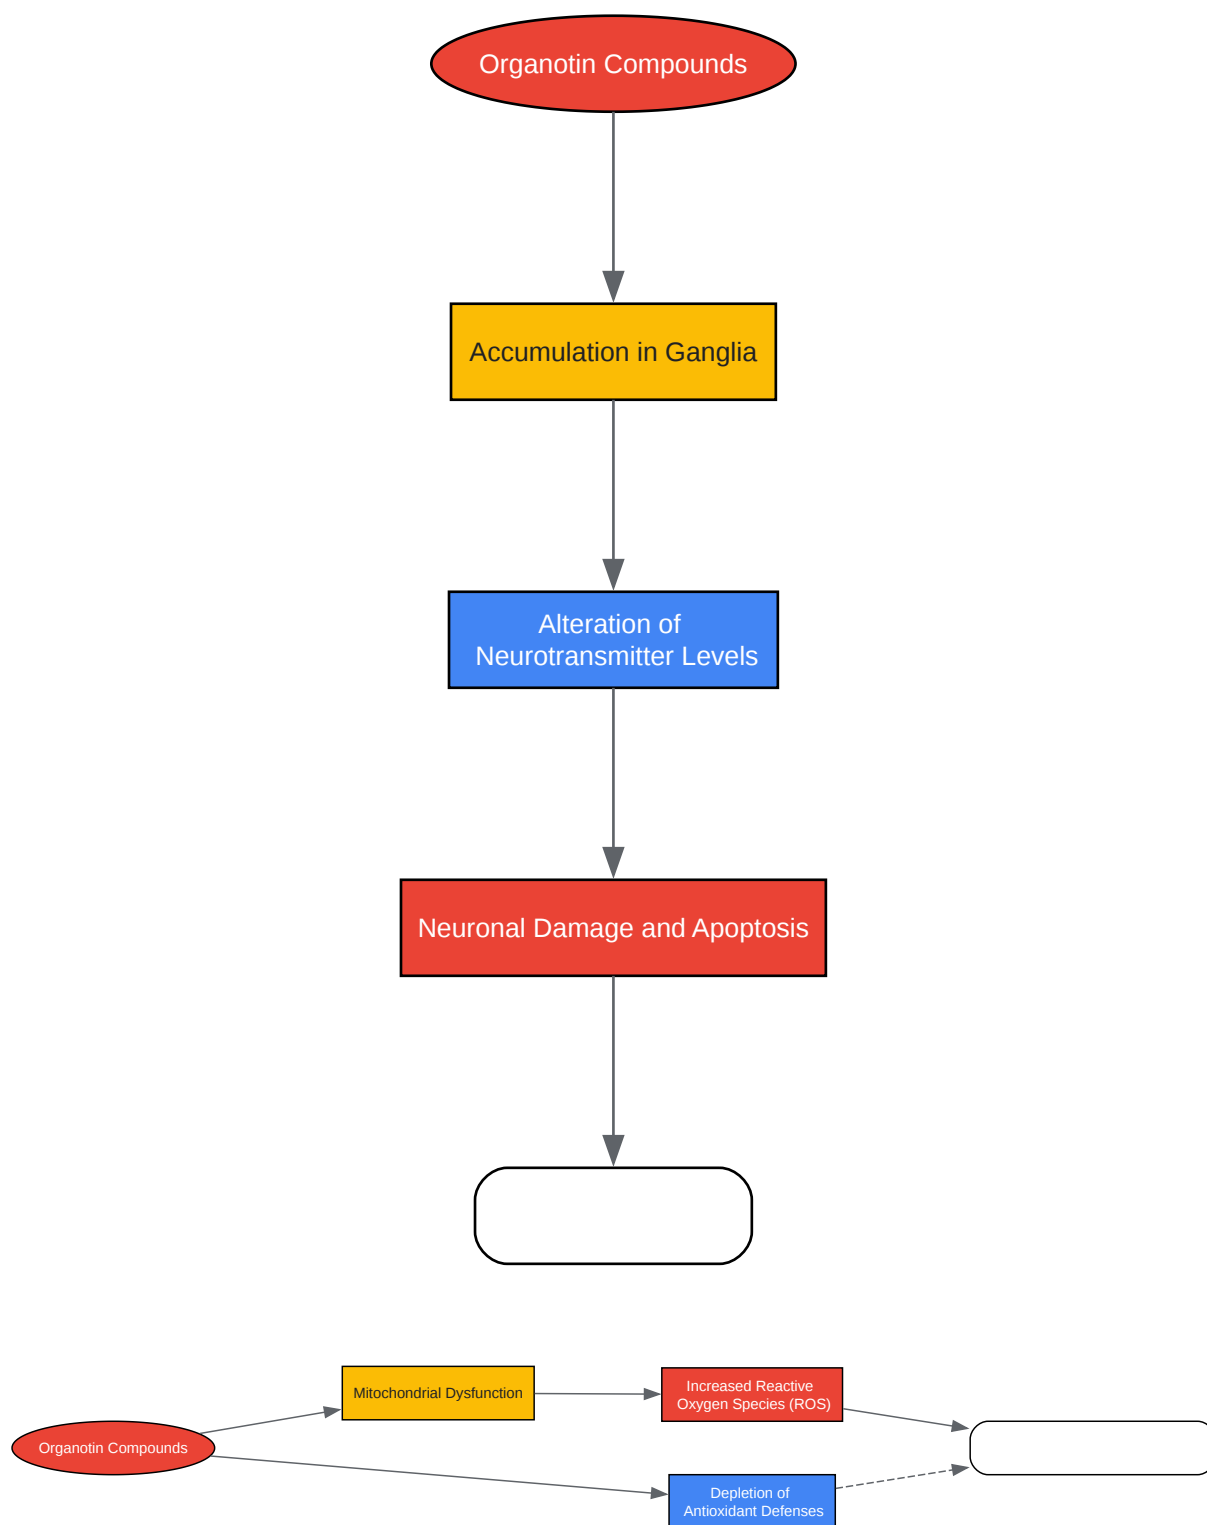 Organotin Compounds
Accumulation in Ganglia
Alteration of
Neurotransmitter Levels
Neuronal Damage and Apoptosis
Mitochondrial Dysfunction
Increased Reactive
Oxygen Species (ROS)
Organotin Compounds
Depletion of
Antioxidant Defenses